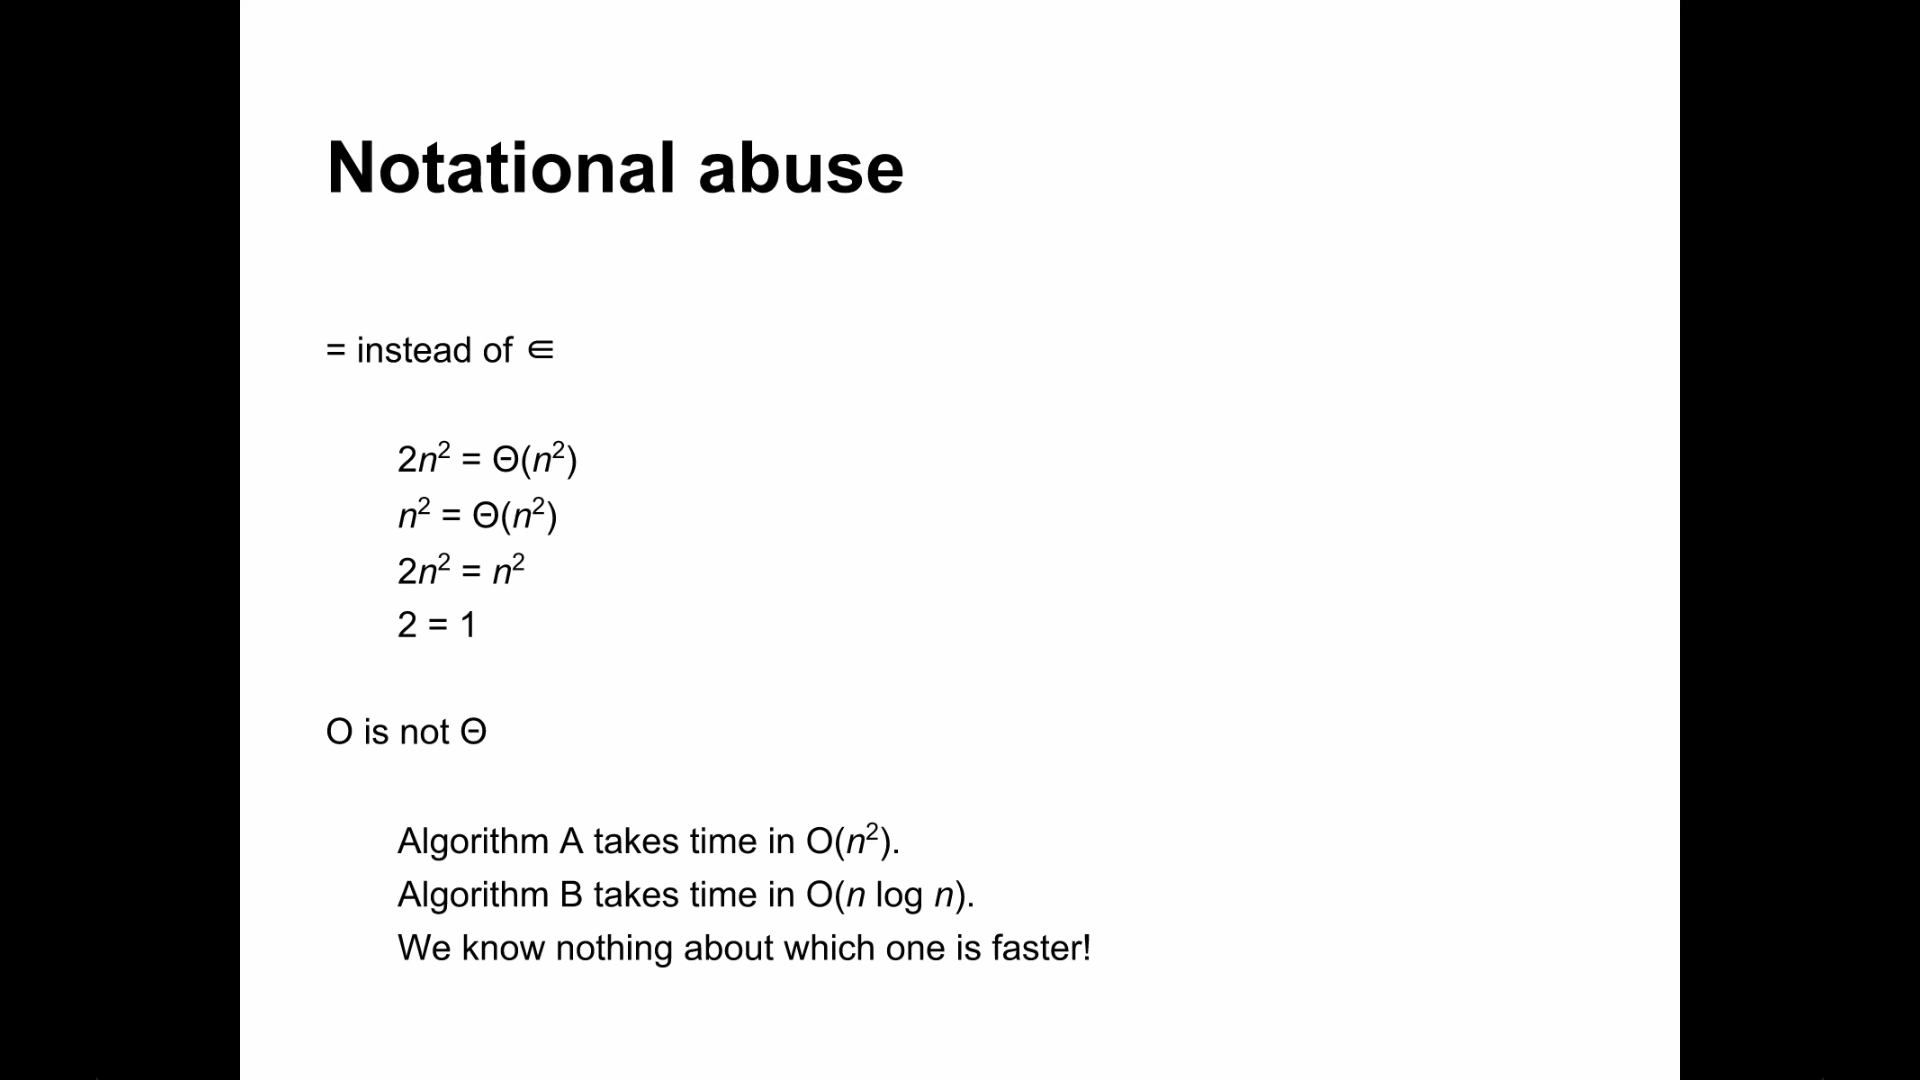 Notational abuse
= instead of ∈
2n² = Θ(n²)
n² = Θ(n²)
2n² = n²
2 = 1
O is not Θ
Algorithm A takes time in O(n²).
Algorithm B takes time in O(n log n).
We know nothing about which one is faster!